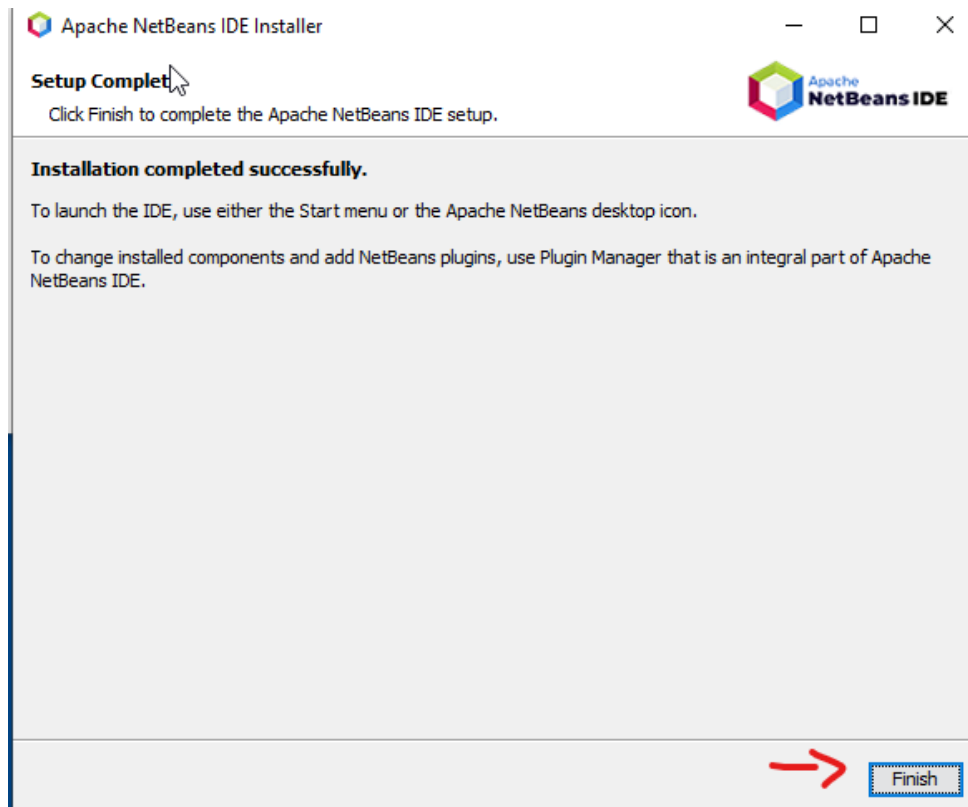 Apache NetBeans IDE Installer
Setup Complet
Apache
NetBeans IDE
Click Finish to complete the Apache NetBeans IDE setup.
Installation completed successfully.
To launch the IDE, use either the Start menu or the Apache NetBeans desktop icon.
To change installed components and add NetBeans plugins, use Plugin Manager that is an integral part of Apache
NetBeans IDE.
Finish